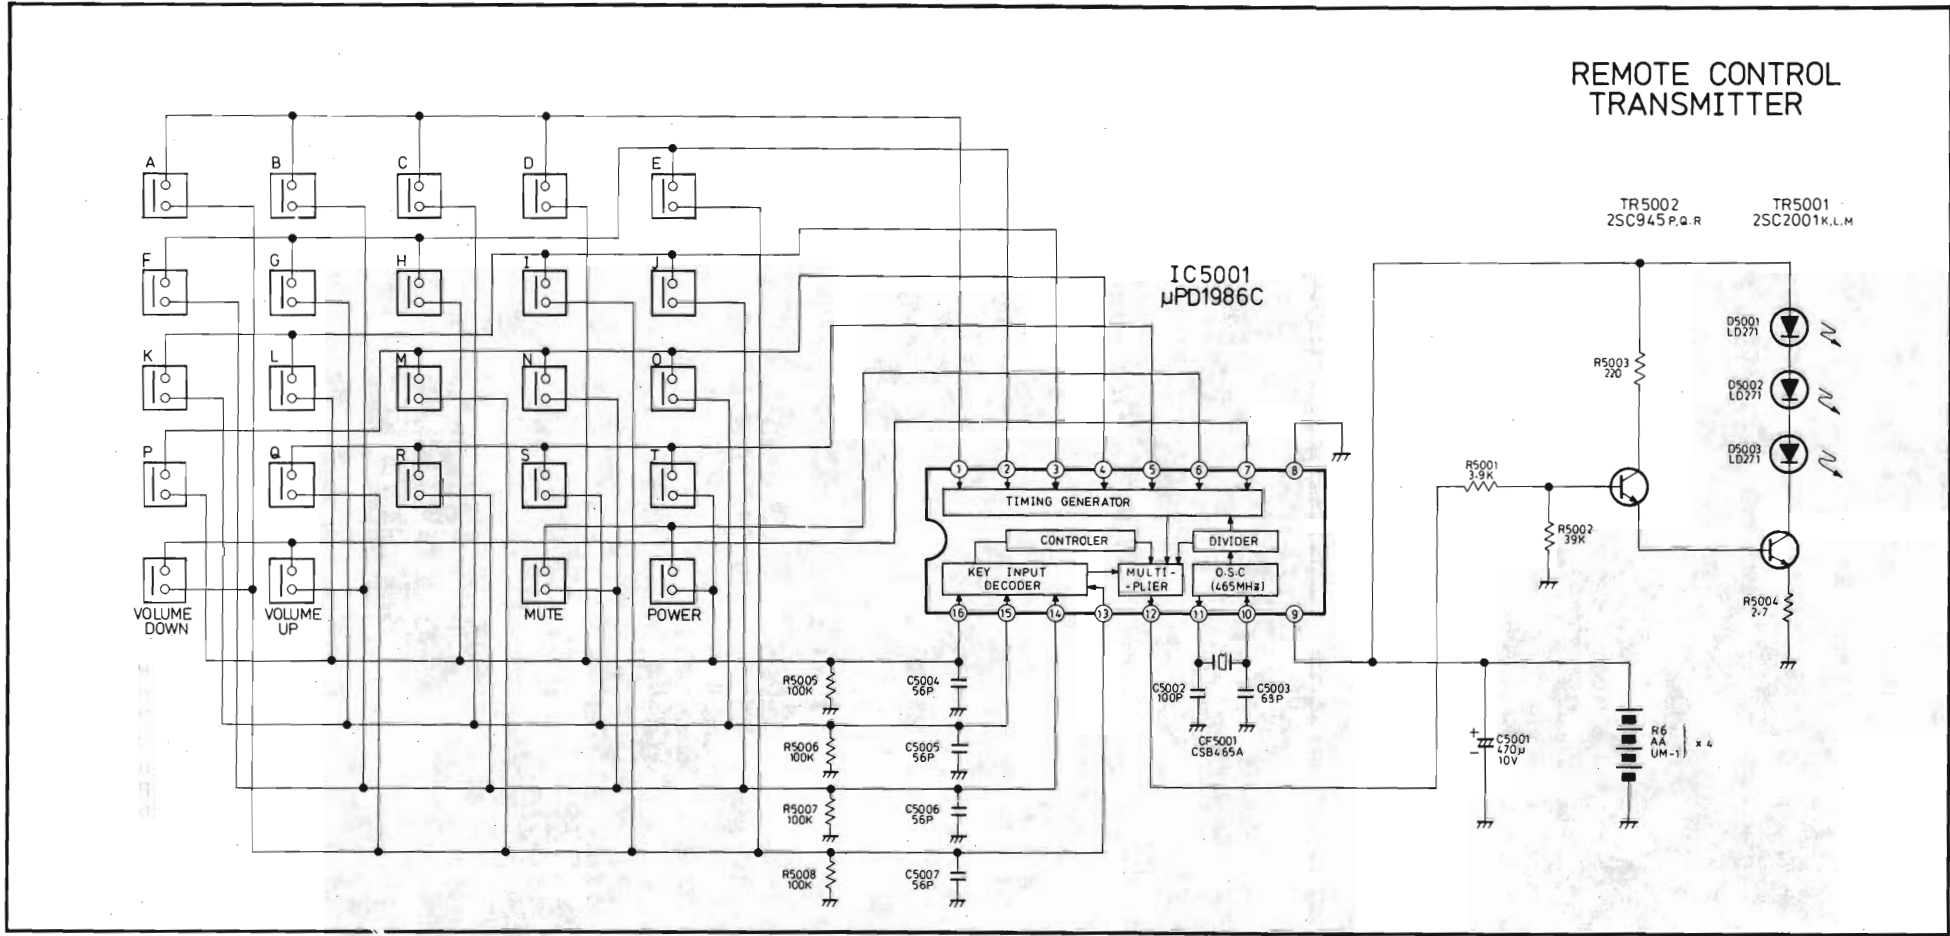 REMOTE CONTROL
TRANSMITTER
A
B
C
D
E
TR5002
2SC945 P,Q,R
TR5001
2SC2001 K,L,M
F
G
H
I
J
IC5001
µPD1986C
D5001
LD271
K
L
M
N
O
R5003
220
D5002
LD271
P
Q
R
S
T
D5003
LD271
R5001
3.9K
1
2
3
4
5
6
7
8
TIMING GENERATOR
CONTROLER
DIVIDER
R5002
39K
KEY INPUT
DECODER
MULTI-
-PLIER
O.S.C
(465MHz)
VOLUME
DOWN
VOLUME
UP
MUTE
POWER
R5004
2.7
16
15
14
13
12
11
10
9
R5005
100K
C5004
56P
C5002
100P
C5003
68P
CF5001
CSB465A
R5006
100K
C5005
56P
+
-
C5001
470µ
10V
R6
AA
UM-1
x 4
R5007
100K
C5006
56P
R5008
100K
C5007
56P